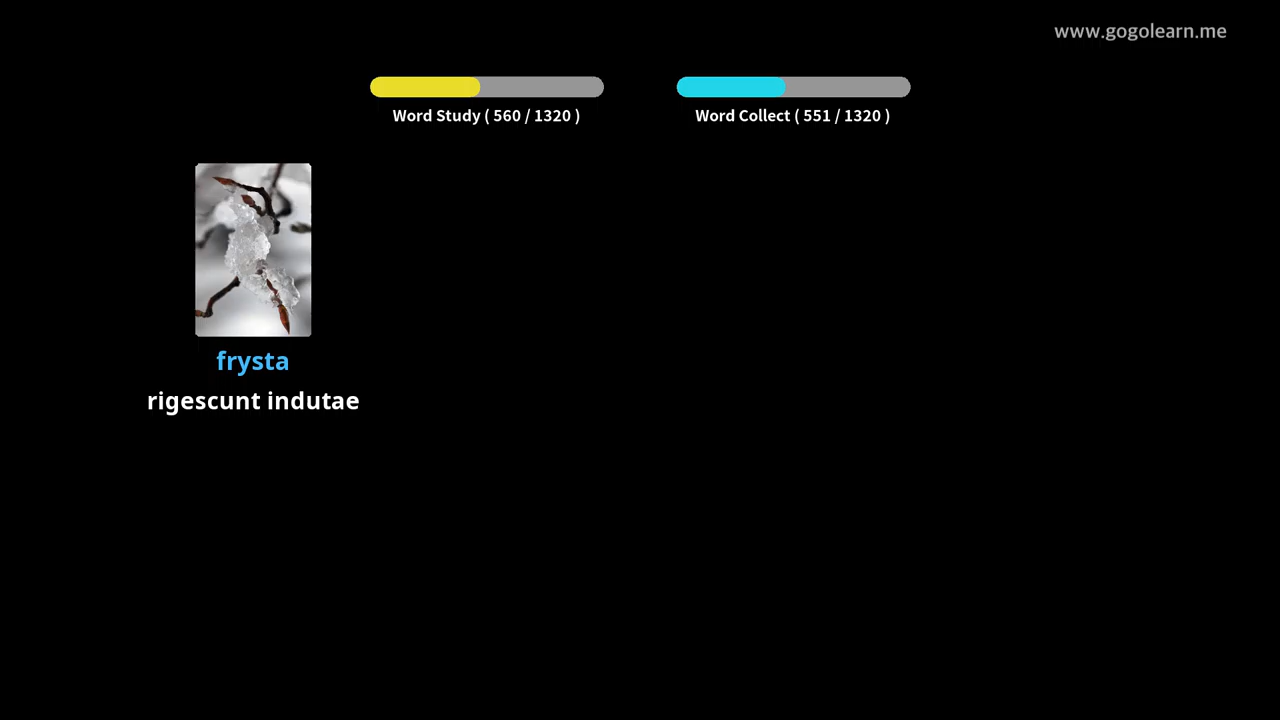 www.gogolearn.me
Word Study ( 560 / 1320 )
Word Collect ( 551 / 1320 )
frysta
rigescunt indutae